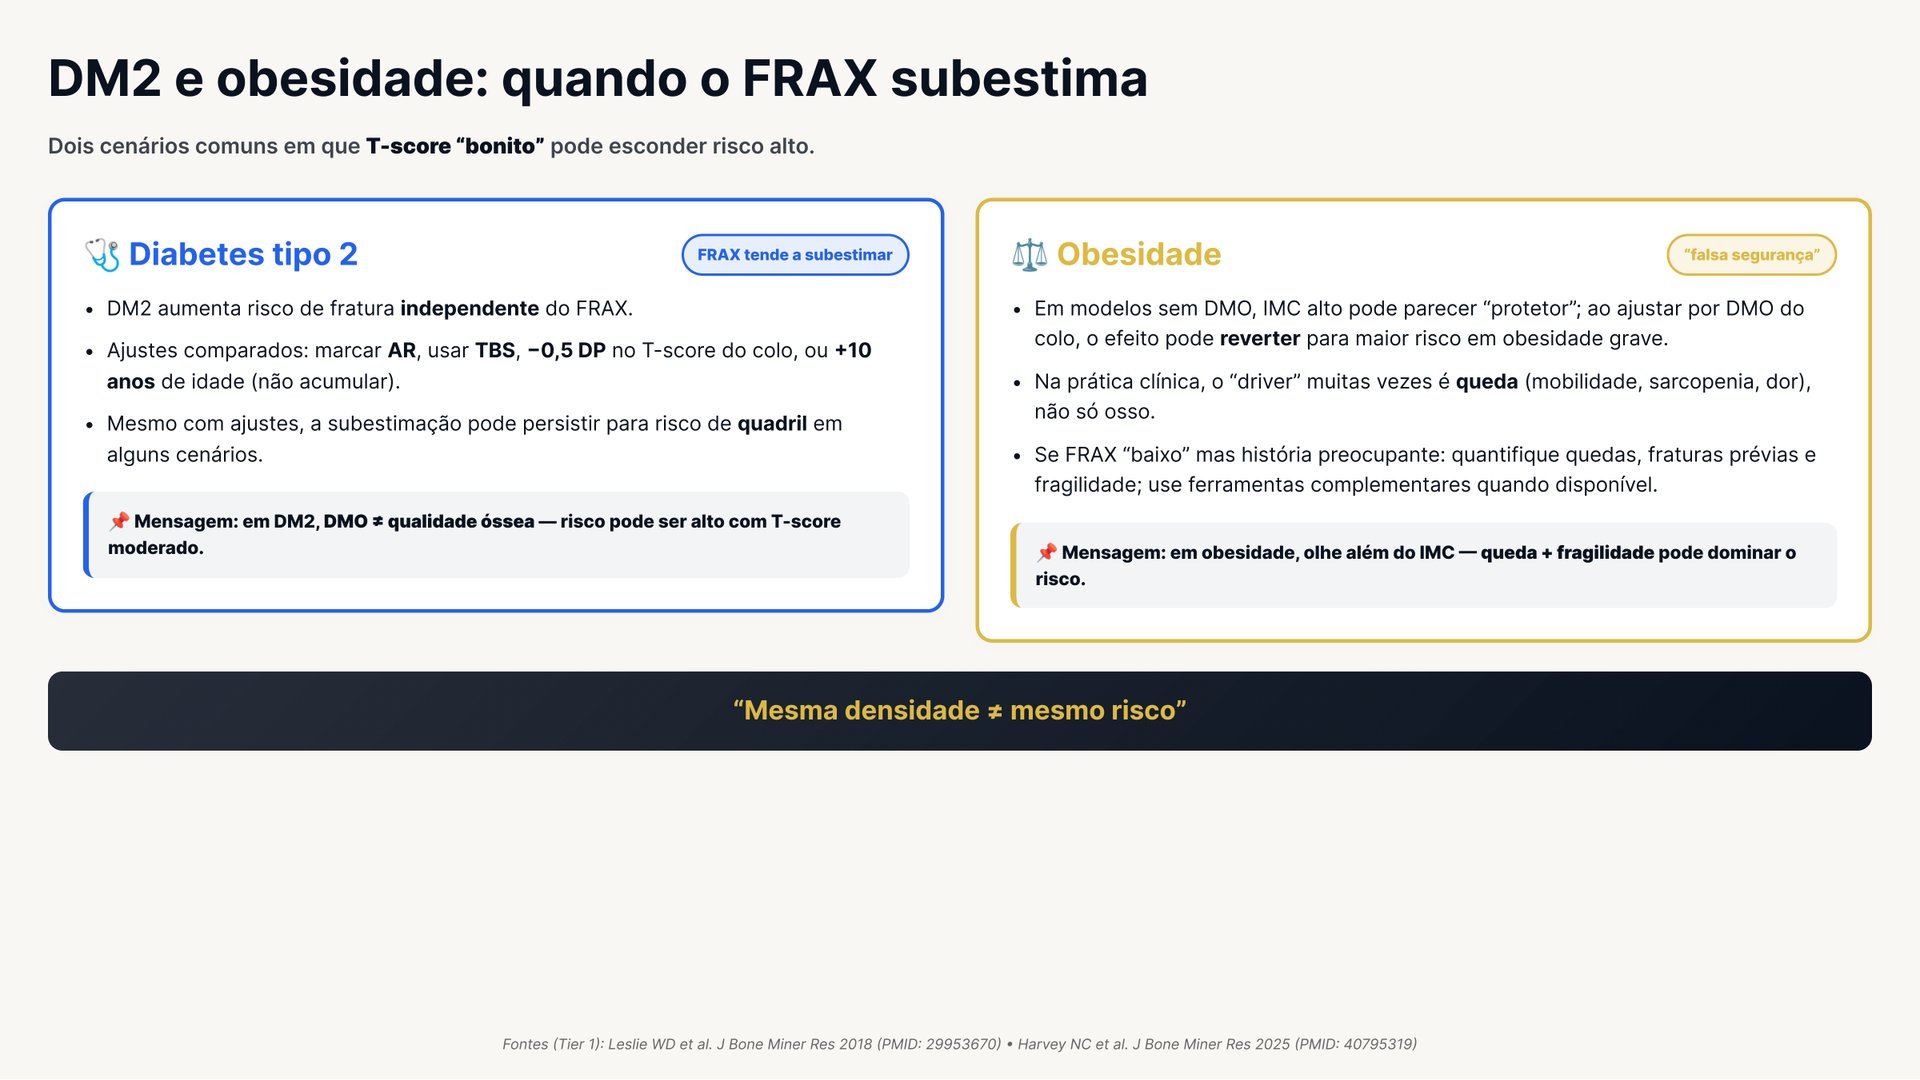 DM2 e obesidade: quando o FRAX subestima
Dois cenários comuns em que T-score “bonito” pode esconder risco alto.
Diabetes tipo 2
FRAX tende a subestimar
• DM2 aumenta risco de fratura independente do FRAX.
• Ajustes comparados: marcar AR, usar TBS, −0,5 DP no T-score do colo, ou +10
anos de idade (não acumular).
• Mesmo com ajustes, a subestimação pode persistir para risco de quadril em
alguns cenários.
📌 Mensagem: em DM2, DMO ≠ qualidade óssea — risco pode ser alto com T-score
moderado.
Obesidade
“falsa segurança”
• Em modelos sem DMO, IMC alto pode parecer “protetor”; ao ajustar por DMO do
colo, o efeito pode reverter para maior risco em obesidade grave.
• Na prática clínica, o “driver” muitas vezes é queda (mobilidade, sarcopenia, dor),
não só osso.
• Se FRAX “baixo” mas história preocupante: quantifique quedas, fraturas prévias e
fragilidade; use ferramentas complementares quando disponível.
📌 Mensagem: em obesidade, olhe além do IMC — queda + fragilidade pode dominar o
risco.
“Mesma densidade ≠ mesmo risco”
Fontes (Tier 1): Leslie WD et al. J Bone Miner Res 2018 (PMID: 29953670) • Harvey NC et al. J Bone Miner Res 2025 (PMID: 40795319)